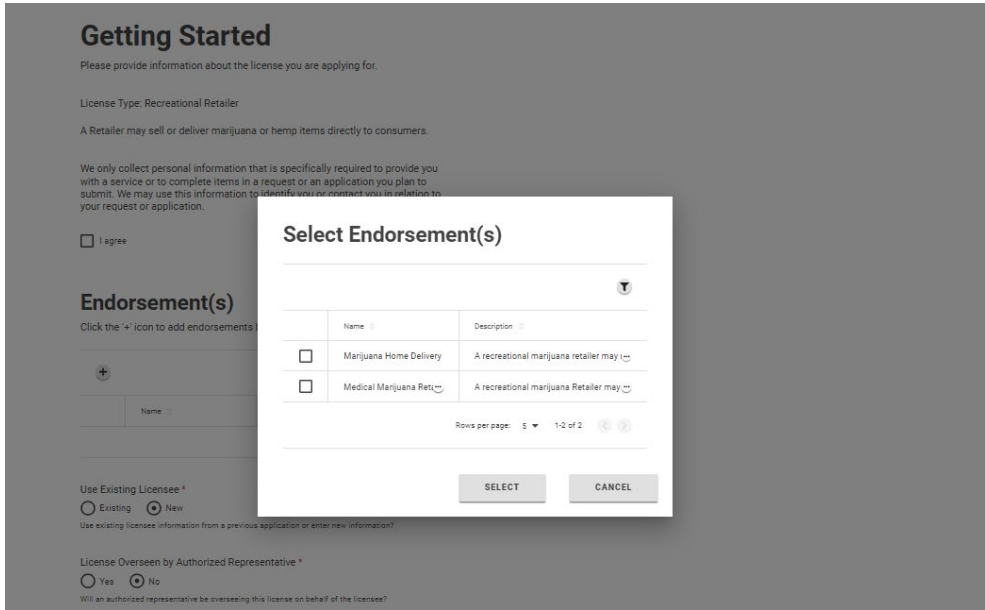 Getting Started
Please provide information about the license you are applying for.
License Type: Recreational Retailer
A Retailer may sell or deliver marijuana or hemp items directly to consumers.
We only collect personal information that is specifically required to provide you
with a service or to complete items in a request or an application you plan to
submit. We may use this information to identify you or contact you in relation to
your request or application.
I agree
Endorsement(s)
Click the '+' icon to add endorsements
Name
Use Existing Licensee *
Existing New
Use existing licensee information from a previous application or enter new information?
License Overseen by Authorized Representative *
Yes No
Will an authorized representative be overseeing this license on behalf of the licensee?
Select Endorsement(s)
Name Description
Marijuana Home Delivery A recreational marijuana retailer may ...
Medical Marijuana Reta... A recreational marijuana Retailer may ...
Rows per page: 5 1-2 of 2
SELECT CANCEL